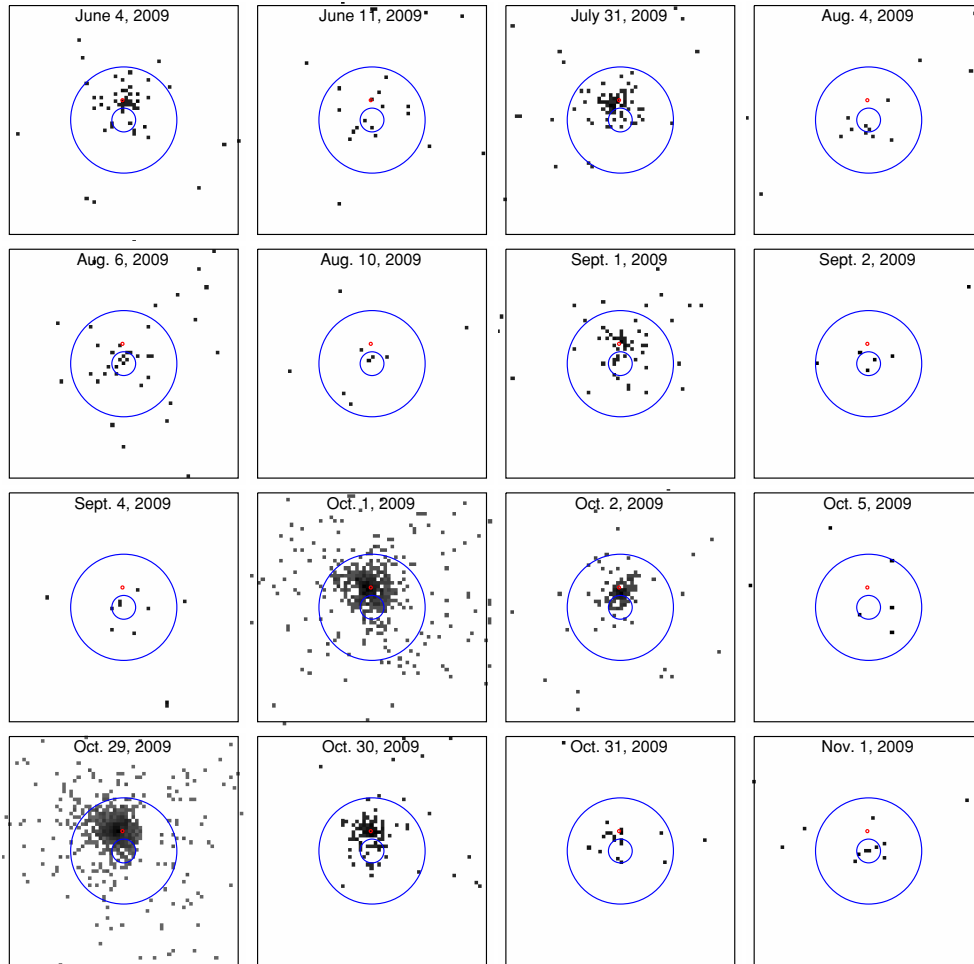 June 4, 2009
June 11, 2009
July 31, 2009
Aug. 4, 2009
Aug. 6, 2009
Aug. 10, 2009
Sept. 1, 2009
Sept. 2, 2009
Sept. 4, 2009
Oct. 1, 2009
Oct. 2, 2009
Oct. 5, 2009
Oct. 29, 2009
Oct. 30, 2009
Oct. 31, 2009
Nov. 1, 2009